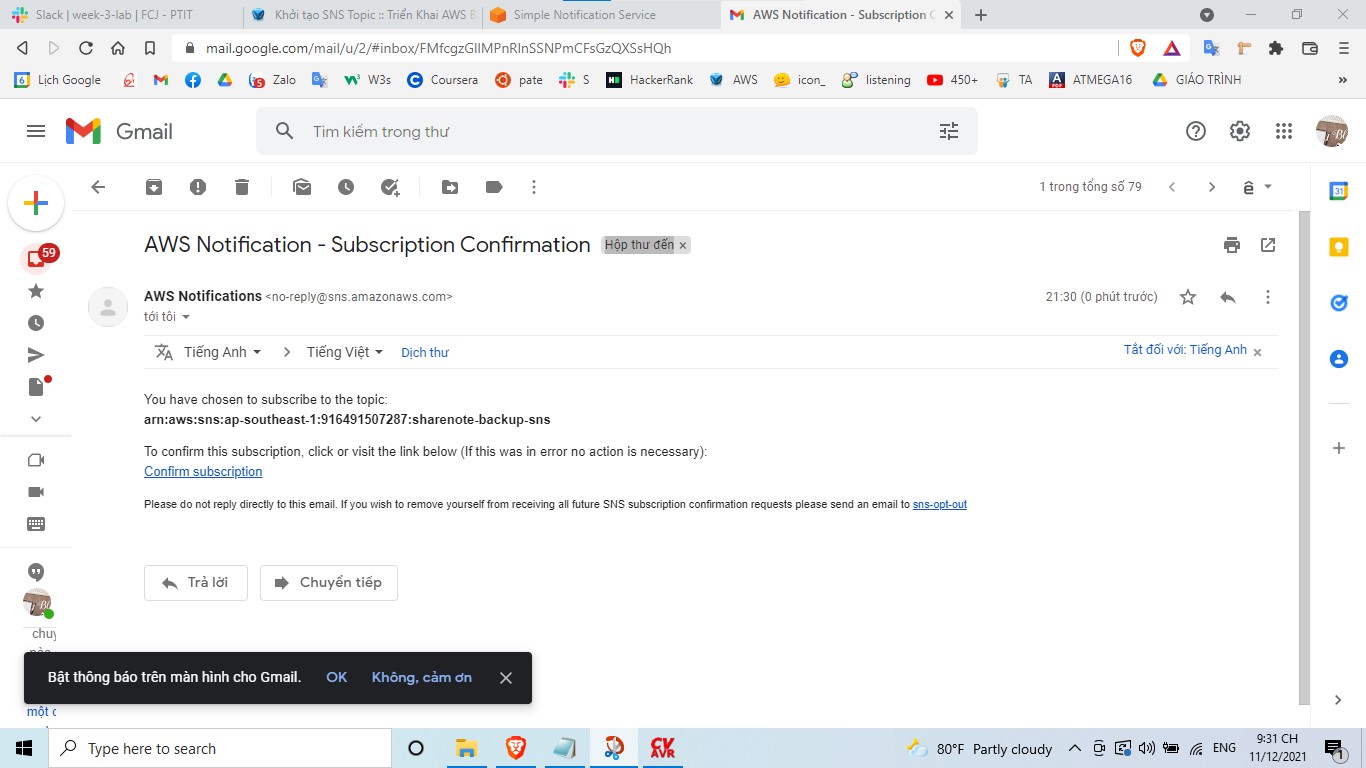 Slack | week-3-lab | FCJ - PTIT
Khởi tạo SNS Topic :: Triển Khai AWS B
Simple Notification Service
AWS Notification - Subscription C
mail.google.com/mail/u/2/#inbox/FMfcgzGllMPnRlnSSNPmCFsGzQXSsHQh
Lịch Google
Zalo
W3s
Coursera
pate
S
HackerRank
AWS
icon_
listening
450+
TA
ATMEGA16
GIÁO TRÌNH
»
Gmail
Tìm kiếm trong thư
1 trong tổng số 79
ê
59
AWS Notification - Subscription Confirmation
Hộp thư đến ×
AWS Notifications <no-reply@sns.amazonaws.com>
21:30 (0 phút trước)
tới tôi
Tiếng Anh > Tiếng Việt Dịch thư
Tắt đối với: Tiếng Anh ×
You have chosen to subscribe to the topic:
arn:aws:sns:ap-southeast-1:916491507287:sharenote-backup-sns
To confirm this subscription, click or visit the link below (If this was in error no action is necessary):
Confirm subscription
Please do not reply directly to this email. If you wish to remove yourself from receiving all future SNS subscription confirmation requests please send an email to sns-opt-out
Trả lời
Chuyển tiếp
31
Bật thông báo trên màn hình cho Gmail. OK Không, cảm ơn
một c
Type here to search
CV
AVR
80°F Partly cloudy
ENG
9:31 CH
11/12/2021
1